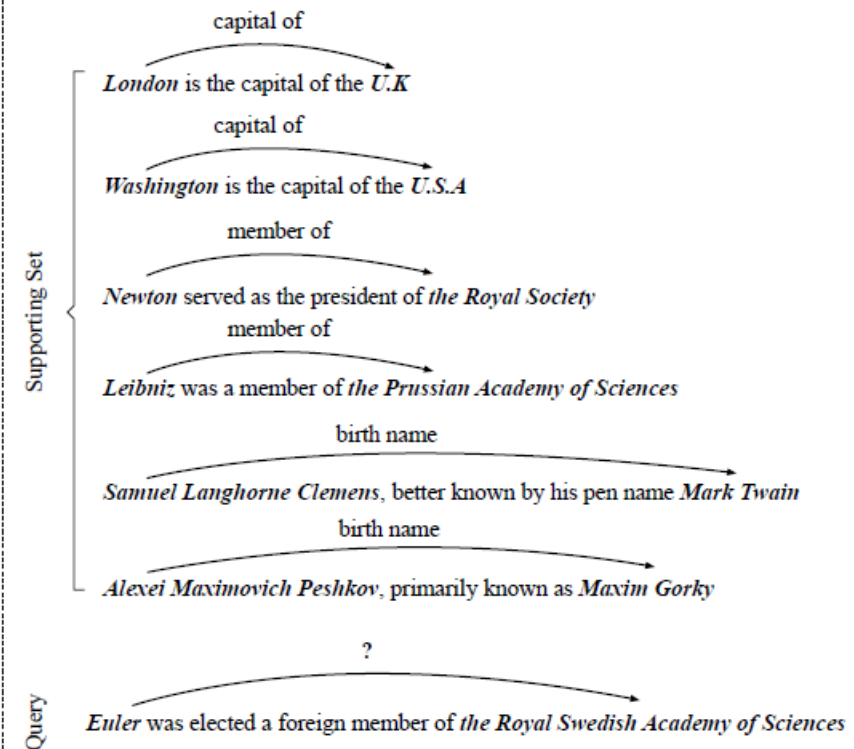 capital of
London is the capital of the U.K
capital of
Washington is the capital of the U.S.A
member of
Newton served as the president of the Royal Society
member of
Leibniz was a member of the Prussian Academy of Sciences
birth name
Samuel Langhorne Clemens, better known by his pen name Mark Twain
birth name
Alexei Maximovich Peshkov, primarily known as Maxim Gorky
Supporting Set
?
Euler was elected a foreign member of the Royal Swedish Academy of Sciences
Query